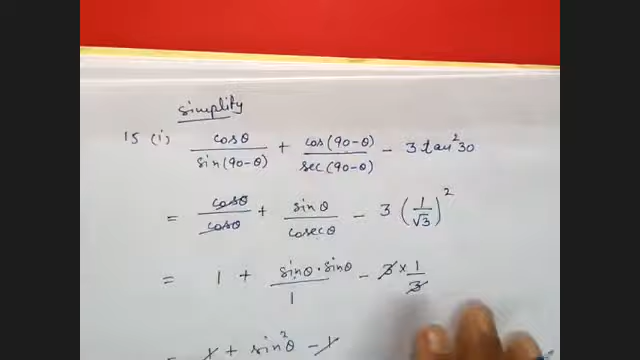 simplify
15 (i) cosθ / sin(90-θ) + cos(90-θ) / sec(90-θ) - 3 tan²30
= cosθ / cosθ + sinθ / cosecθ - 3 (1/√3)²
= 1 + sinθ · sinθ / 1 - 3 × 1/3
= 1 + sin²θ - 1